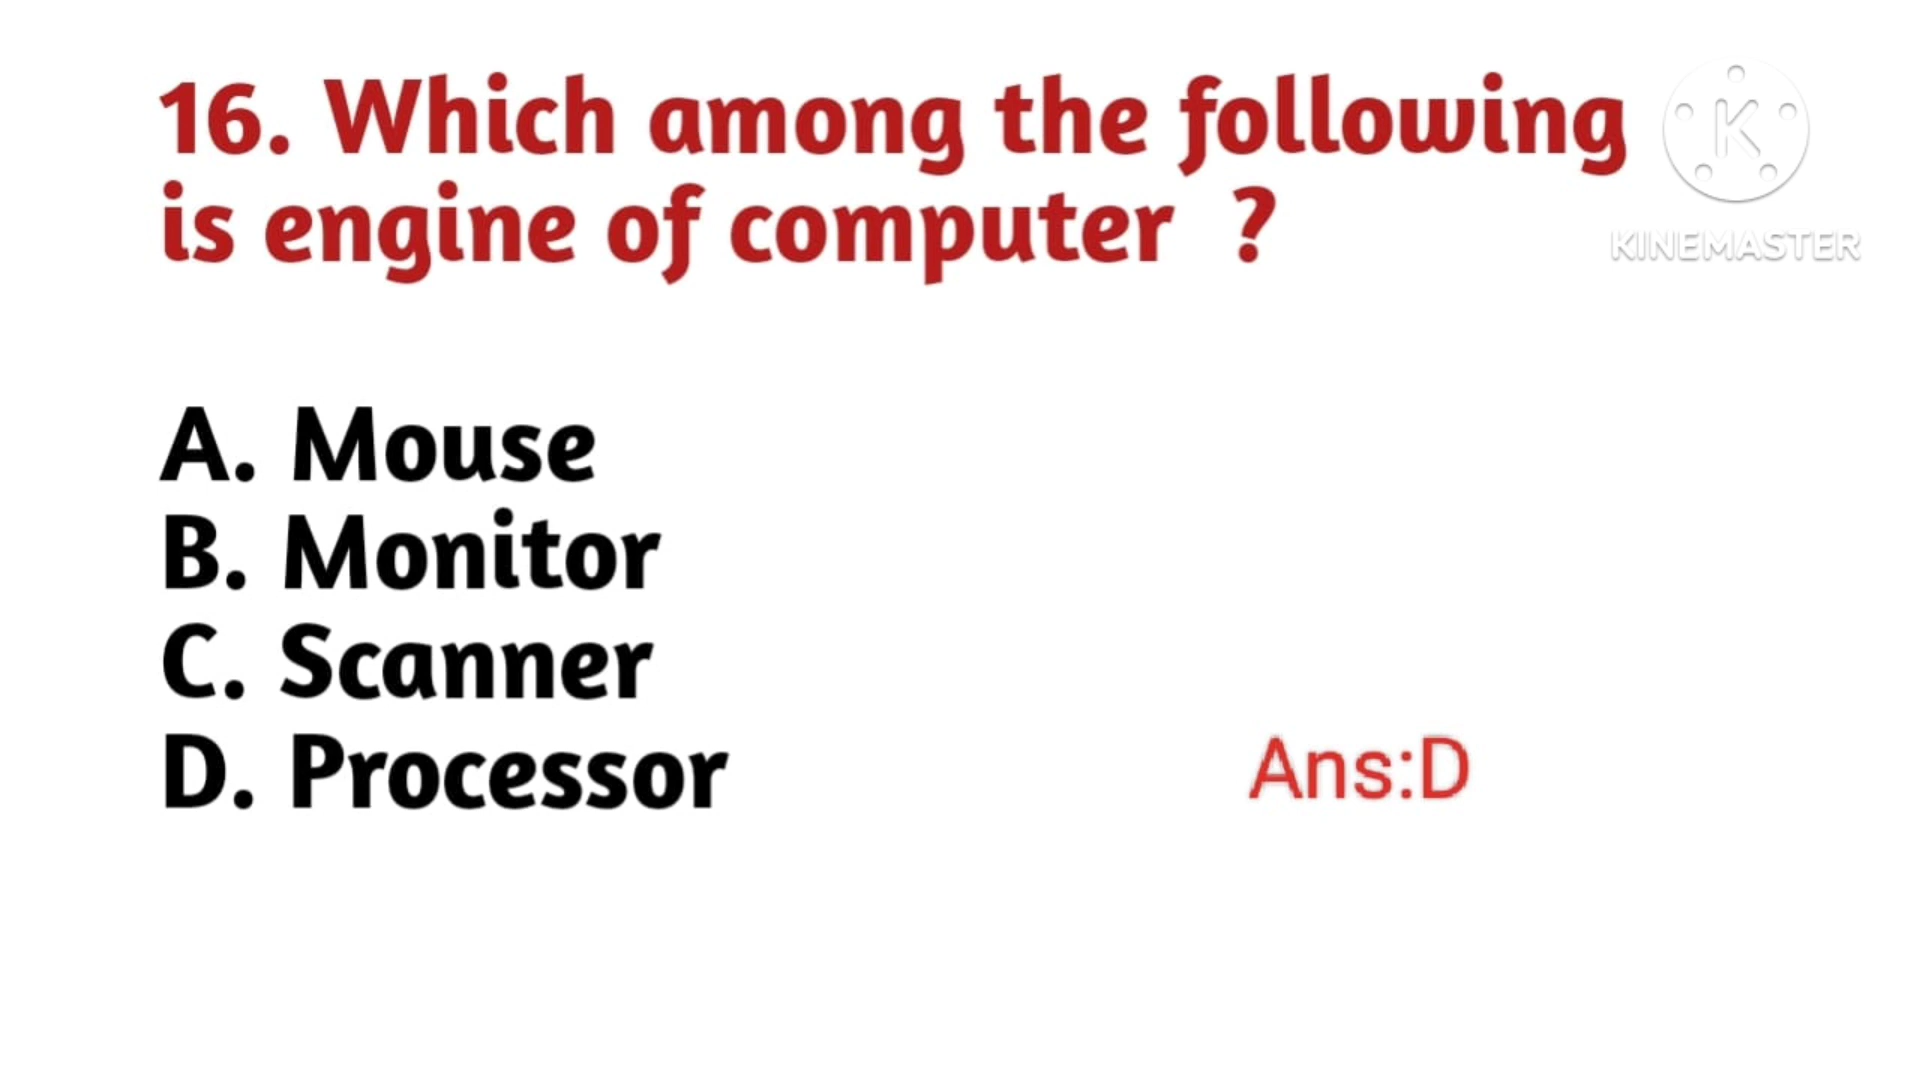 16. Which among the following
is engine of computer ?
K
KINEMASTER
A. Mouse
B. Monitor
C. Scanner
D. Processor
Ans:D